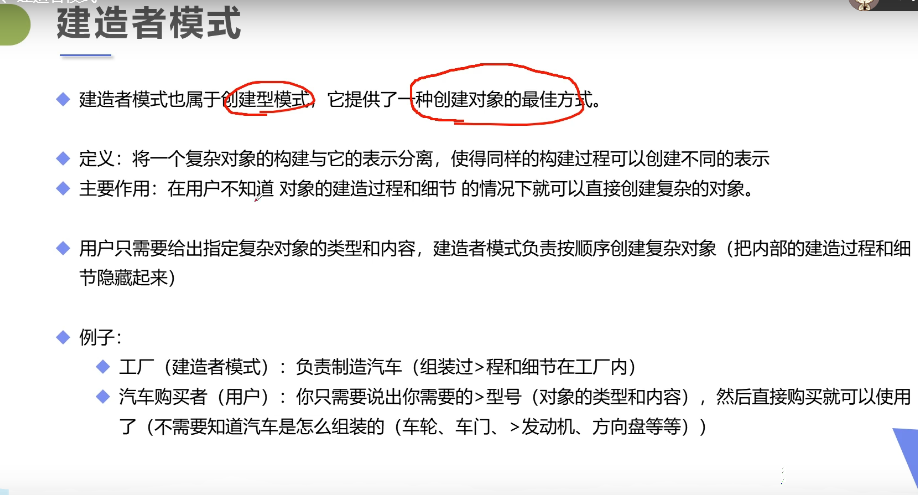 建造者模式
建造者模式也属于创建型模式，它提供了一种创建对象的最佳方式。
定义：将一个复杂对象的构建与它的表示分离，使得同样的构建过程可以创建不同的表示
主要作用：在用户不知道 对象的建造过程和细节 的情况下就可以直接创建复杂的对象。
用户只需要给出指定复杂对象的类型和内容，建造者模式负责按顺序创建复杂对象（把内部的建造过程和细
节隐藏起来）
例子：
工厂（建造者模式）：负责制造汽车（组装过>程和细节在工厂内）
汽车购买者（用户）：你只需要说出你需要的>型号（对象的类型和内容），然后直接购买就可以使用
了（不需要知道汽车是怎么组装的（车轮、车门、>发动机、方向盘等等））